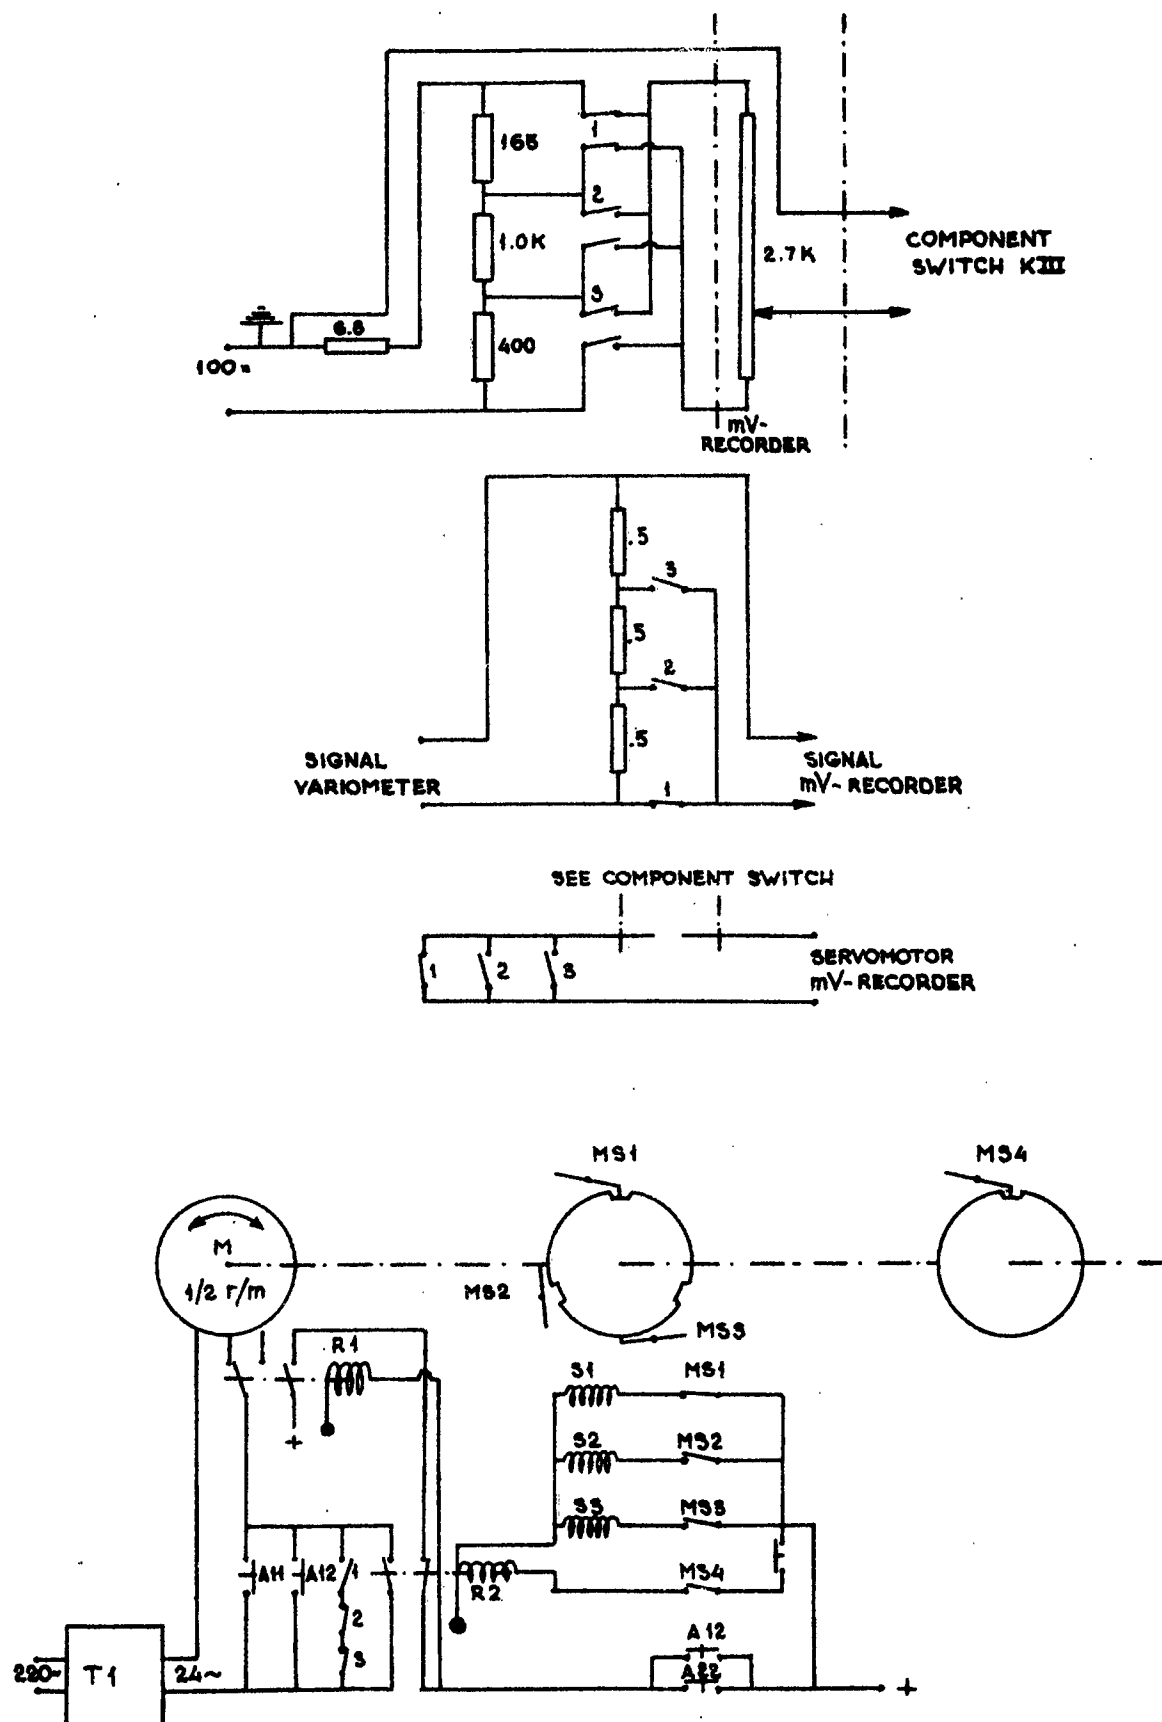 1
165
2
1.0K
2.7K
COMPONENT
SWITCH KIII
3
6.8
400
100=
mV-
RECORDER
.5
3
.5
2
.5
SIGNAL
VARIOMETER
SIGNAL
mV-RECORDER
1
SEE COMPONENT SWITCH
1
2
3
SERVOMOTOR
mV-RECORDER
MS1
MS4
M
1/2 r/m
MS2
MS3
R1
S1
MS1
+
S2
MS2
S3
MS3
A11
A12
1
R2
MS4
2
A12
3
A22
220~
T1
24~
+